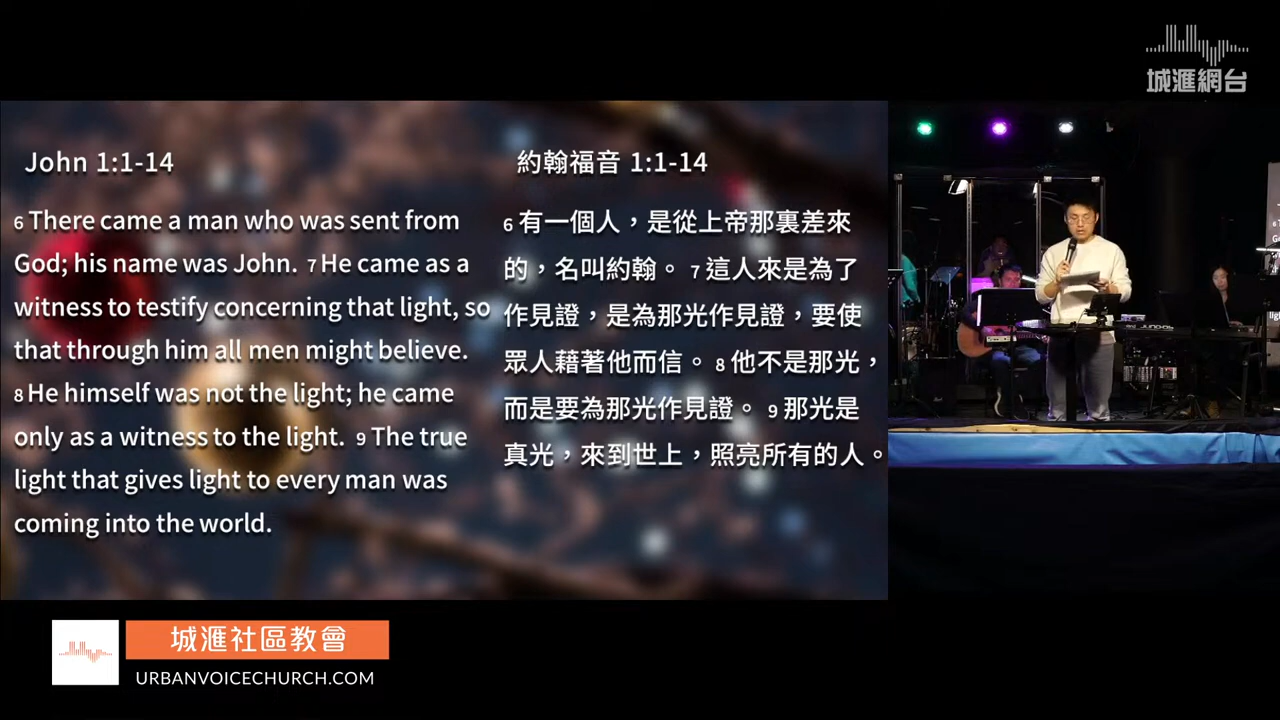 城滙網台
John 1:1-14
6 There came a man who was sent from
God; his name was John. 7 He came as a
witness to testify concerning that light, so
that through him all men might believe.
8 He himself was not the light; he came
only as a witness to the light. 9 The true
light that gives light to every man was
coming into the world.
約翰福音 1:1-14
6 有一個人，是從上帝那裏差來
的，名叫約翰。 7 這人來是為了
作見證，是為那光作見證，要使
眾人藉著他而信。 8 他不是那光，
而是要為那光作見證。 9 那光是
真光，來到世上，照亮所有的人。
城滙社區教會
URBANVOICECHURCH.COM